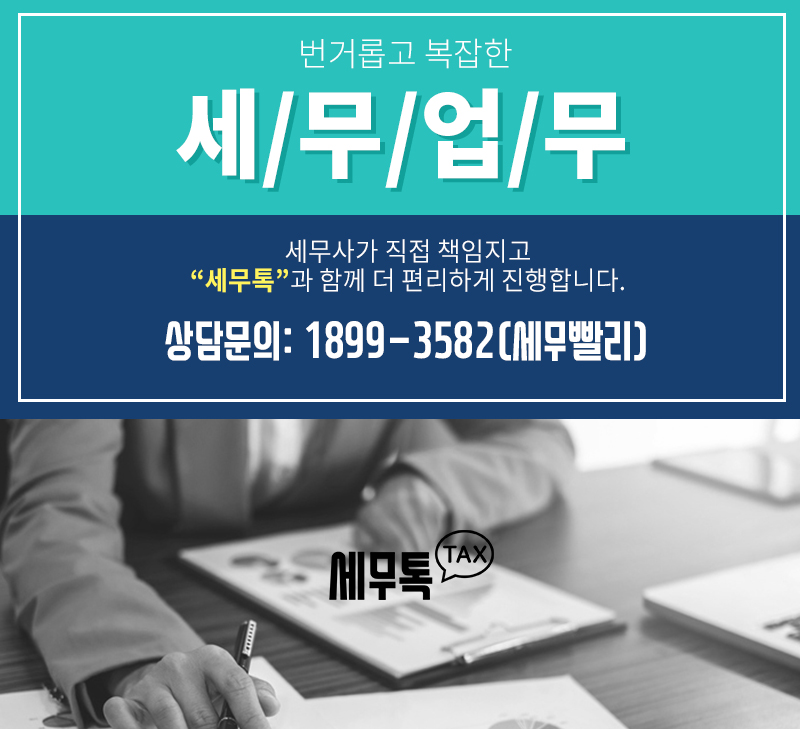 번거롭고 복잡한
세/무/업/무
세무사가 직접 책임지고
“세무톡”과 함께 더 편리하게 진행합니다.
상담문의: 1899-3582(세무빨리)
세무톡 TAX